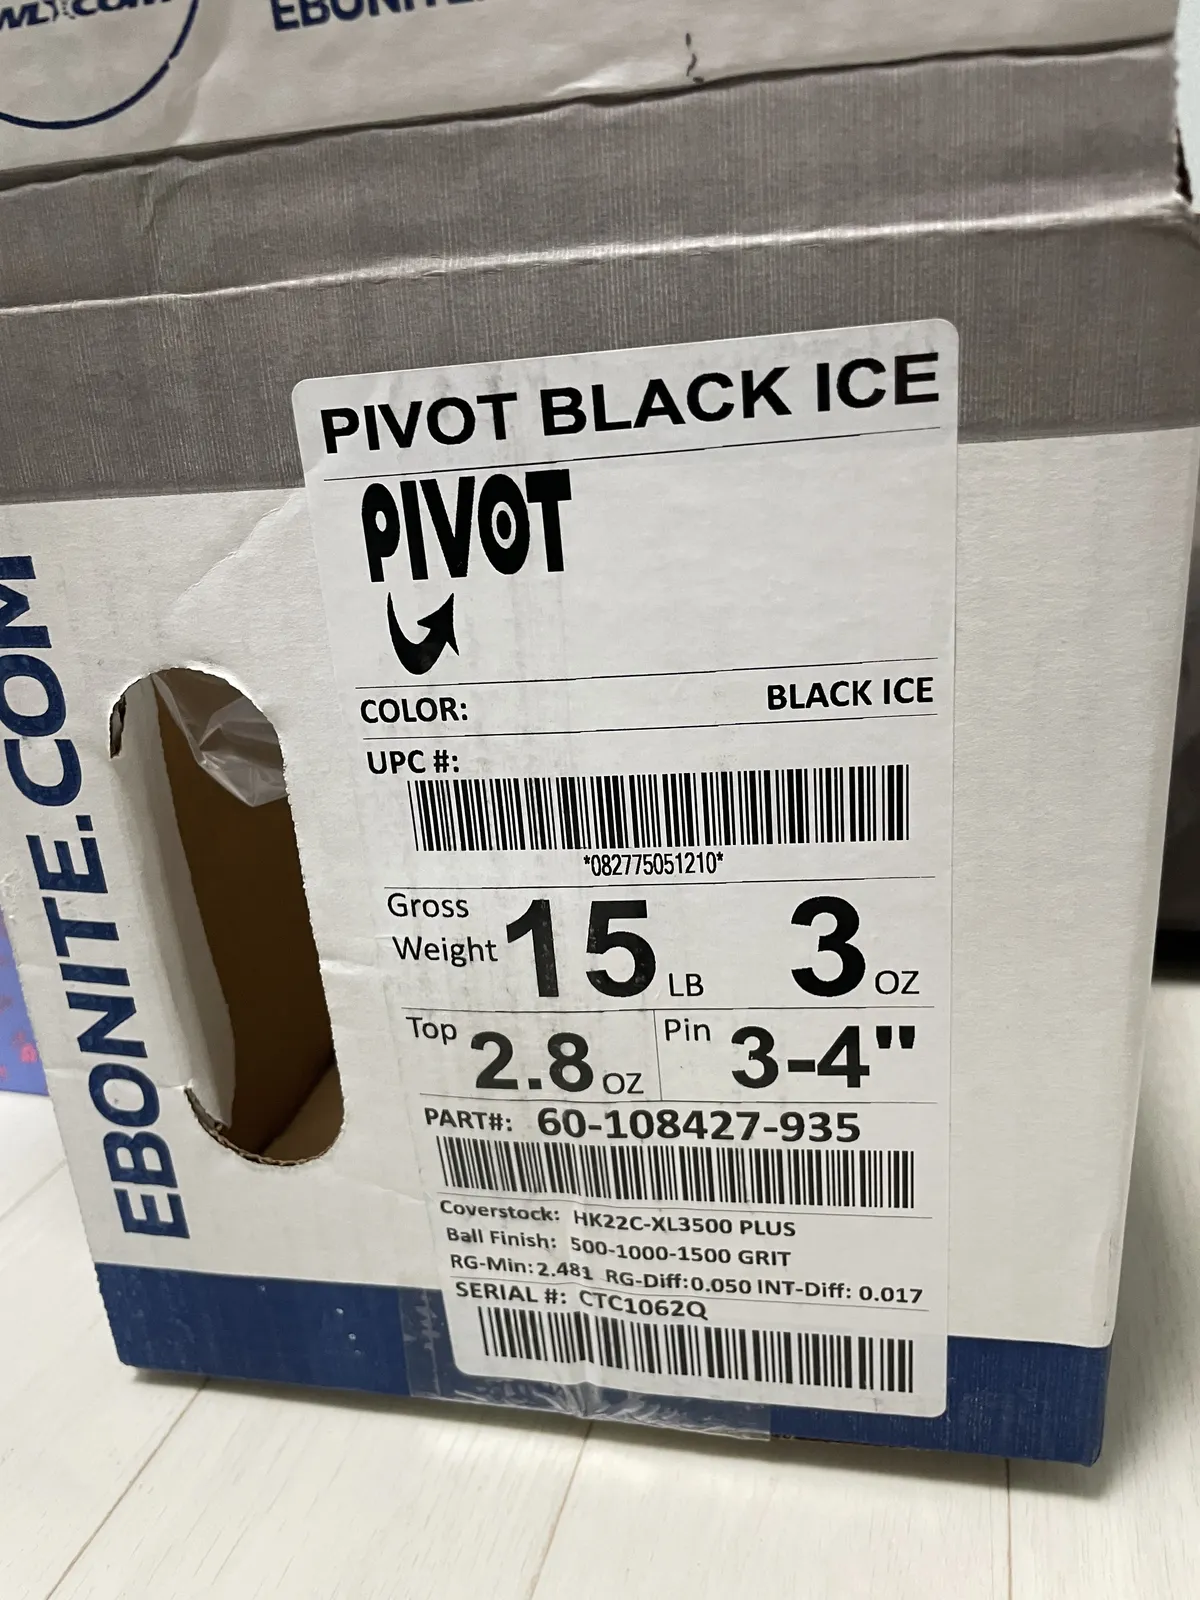 PIVOT BLACK ICE
PIVOT
COLOR: BLACK ICE
UPC #:
*082775051210*
Gross Weight 15 LB 3 OZ
Top 2.8 OZ Pin 3-4"
PART#: 60-108427-935
Coverstock: HK22C-XL3500 PLUS
Ball Finish: 500-1000-1500 GRIT
RG-Min: 2.481 RG-Diff: 0.050 INT-Diff: 0.017
SERIAL #: CTC1062Q
EBONITE.COM